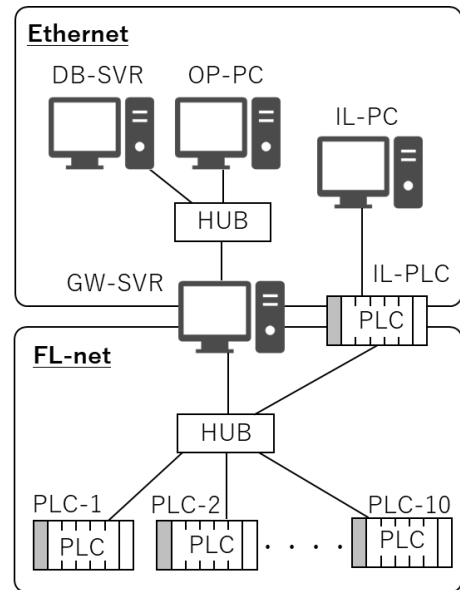 Ethernet
DB-SVR OP-PC
IL-PC
HUB
GW-SVR
IL-PLC
PLC
FL-net
HUB
PLC-1 PLC-2 PLC-10
PLC PLC . . . . PLC